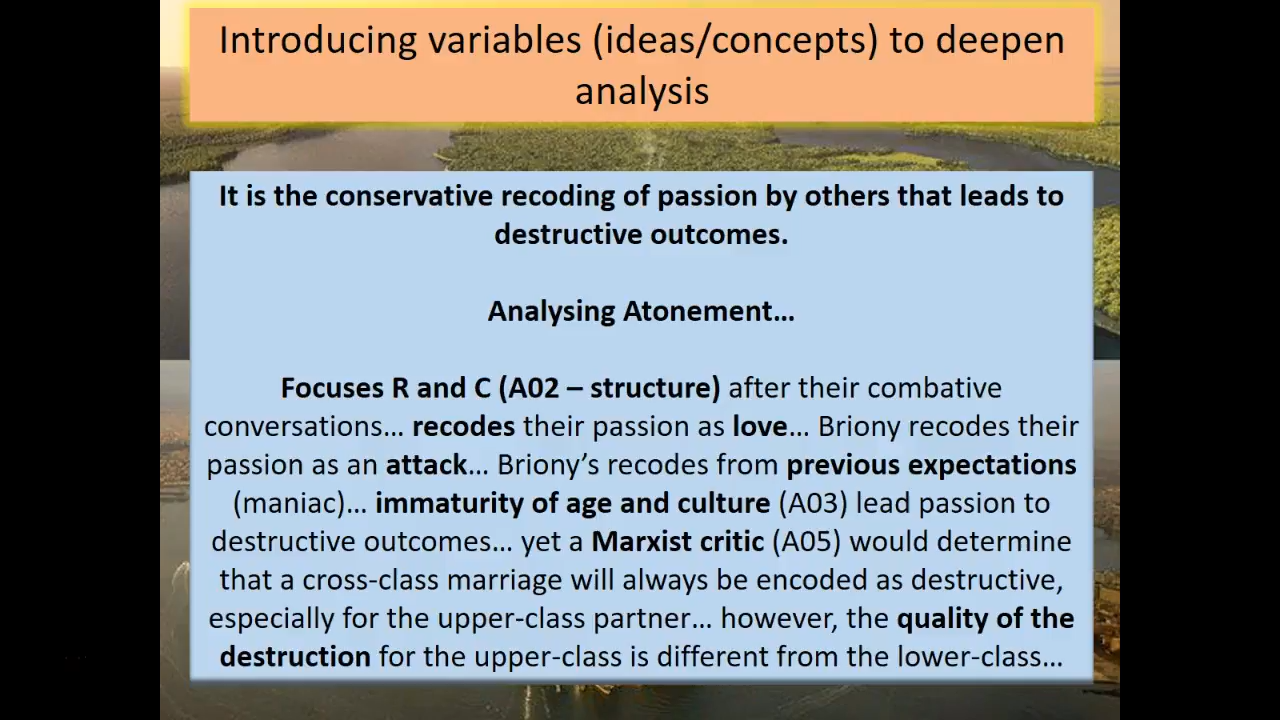 Introducing variables (ideas/concepts) to deepen
analysis
It is the conservative recoding of passion by others that leads to
destructive outcomes.
Analysing Atonement…
Focuses R and C (A02 – structure) after their combative
conversations… recodes their passion as love… Briony recodes their
passion as an attack… Briony’s recodes from previous expectations
(maniac)… immaturity of age and culture (A03) lead passion to
destructive outcomes… yet a Marxist critic (A05) would determine
that a cross-class marriage will always be encoded as destructive,
especially for the upper-class partner… however, the quality of the
destruction for the upper-class is different from the lower-class…